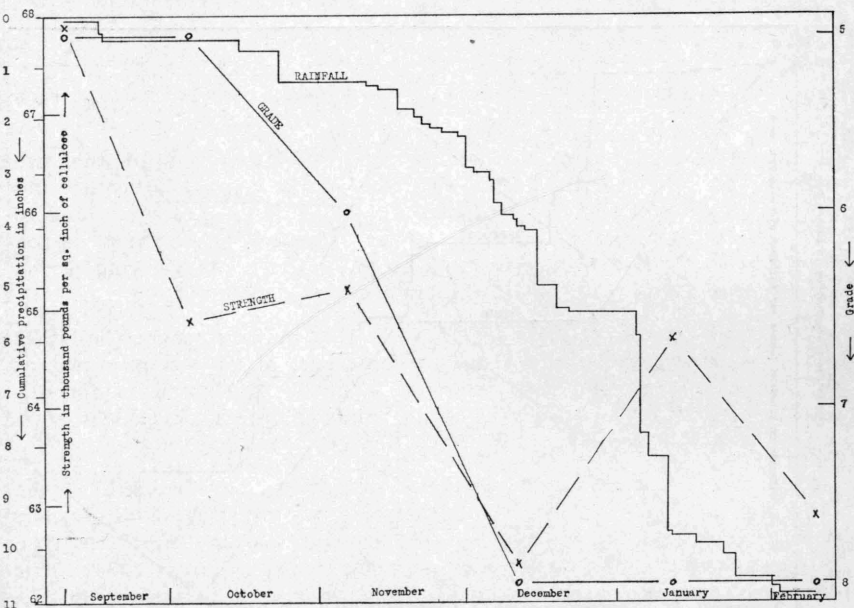 0 68
1
67
2
3
4 66
5
65
6
7
64
8
9
63
10
11 62
Cumulative precipitation in inches
Strength in thousand pounds per sq. inch of cellulose
RAINFALL
GRADE
STRENGTH
5
6
7
8
Grade
September October November December January February